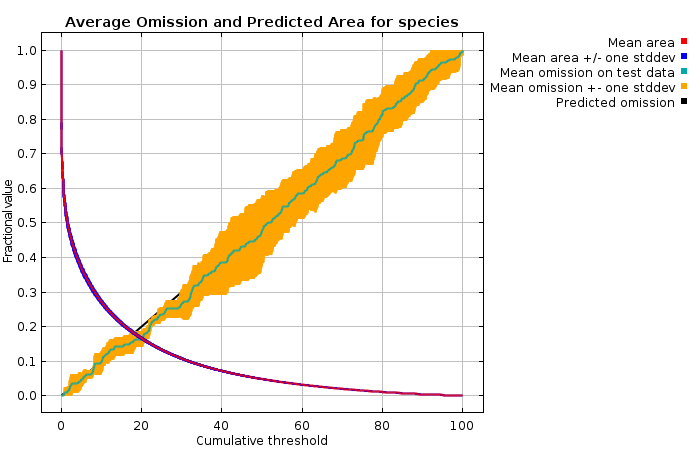 Average Omission and Predicted Area for species
Mean area
Mean area +/- one stddev
Mean omission on test data
Mean omission +- one stddev
Predicted omission
Fractional value
1.0
0.9
0.8
0.7
0.6
0.5
0.4
0.3
0.2
0.1
0.0
0 20 40 60 80 100
Cumulative threshold